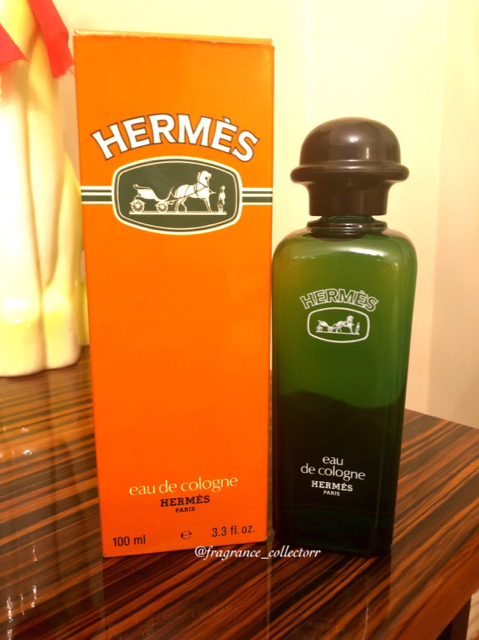 HERMÈS
eau de cologne
HERMÈS
PARIS
100 ml e 3.3 fl. oz.
HERMÈS
eau
de cologne
HERMÈS
PARIS
@fragrance_collectorr